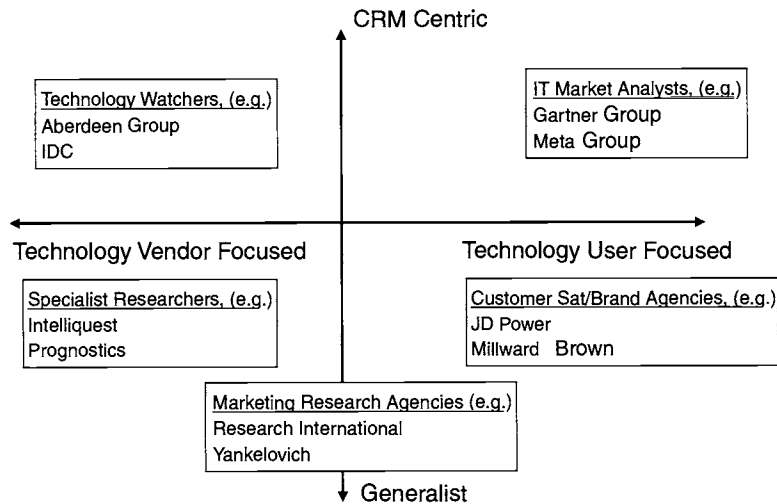 CRM Centric
Technology Watchers, (e.g.)
Aberdeen Group
IDC
IT Market Analysts, (e.g.)
Gartner Group
Meta Group
Technology Vendor Focused
Technology User Focused
Specialist Researchers, (e.g.)
Intelliquest
Prognostics
Customer Sat/Brand Agencies, (e.g.)
JD Power
Millward Brown
Marketing Research Agencies (e.g.)
Research International
Yankelovich
Generalist